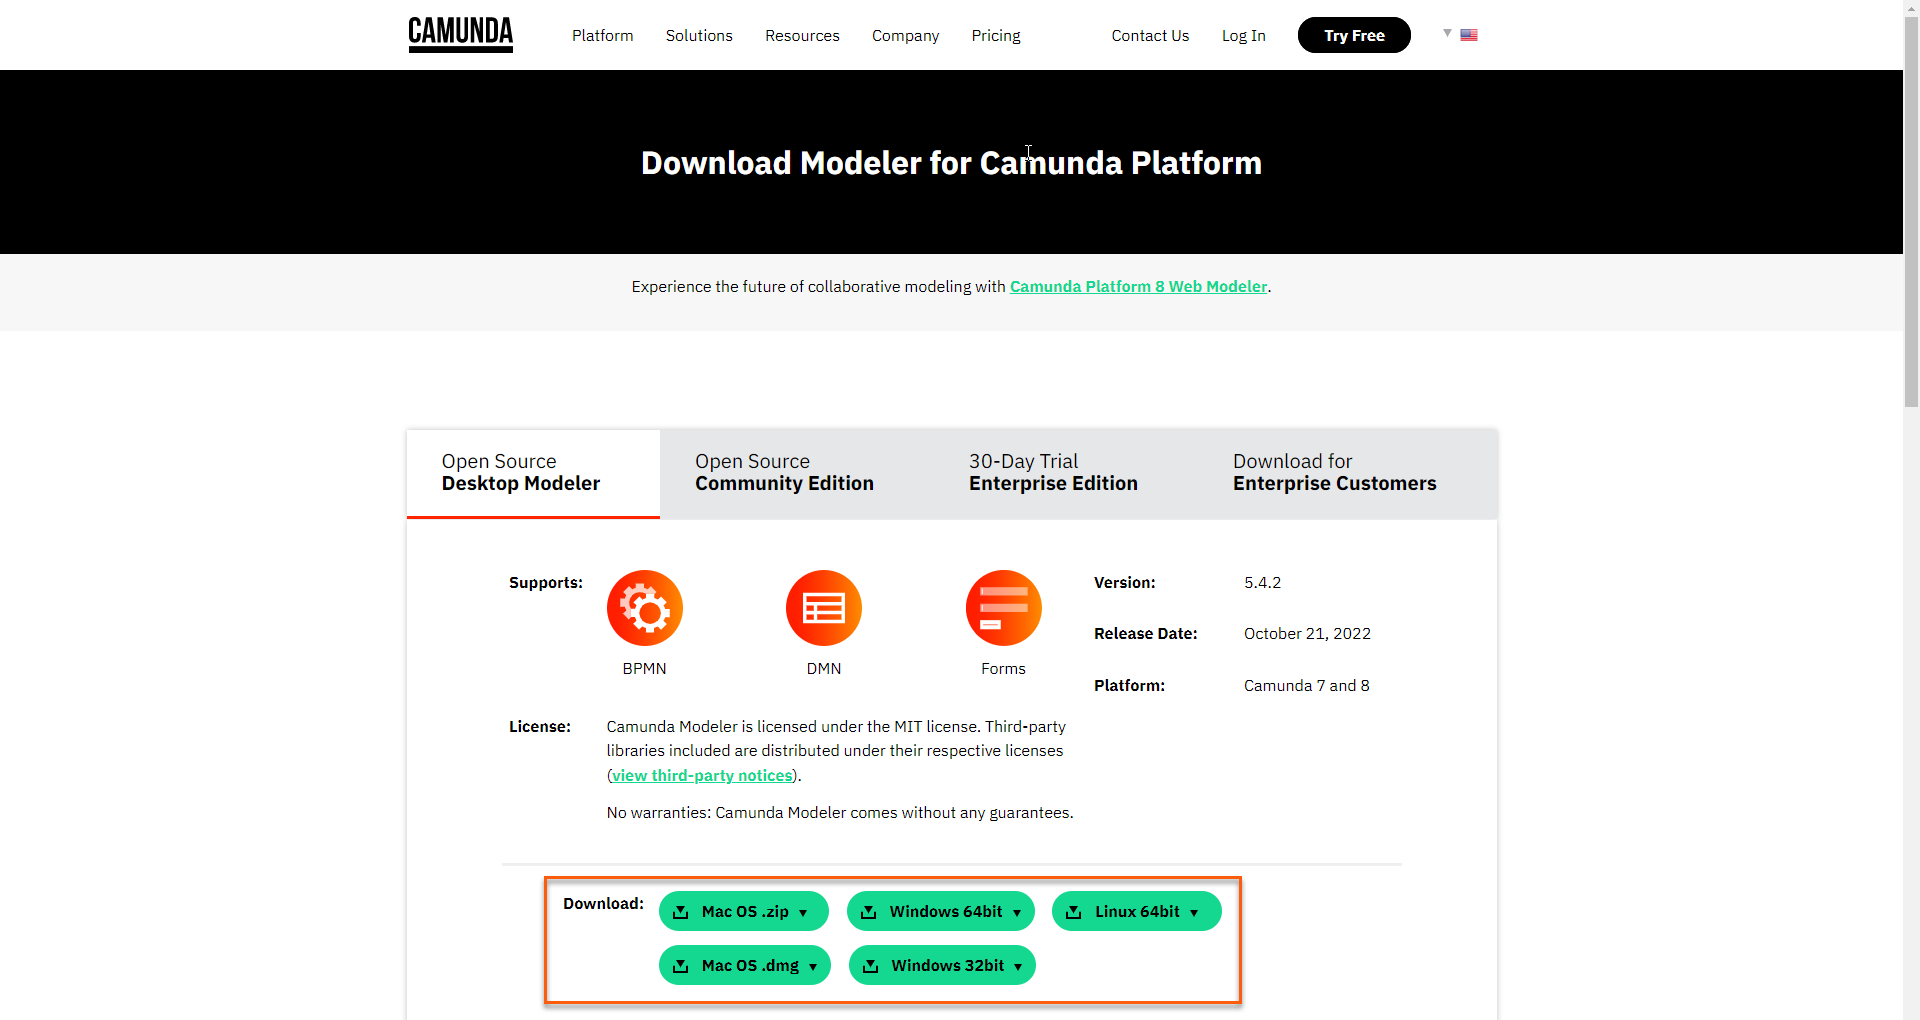 CAMUNDA
Platform Solutions Resources Company Pricing Contact Us Log In Try Free
Download Modeler for Camunda Platform
Experience the future of collaborative modeling with Camunda Platform 8 Web Modeler.
Open Source
Desktop Modeler
Open Source
Community Edition
30-Day Trial
Enterprise Edition
Download for
Enterprise Customers
Supports:
BPMN
DMN
Forms
Version: 5.4.2
Release Date: October 21, 2022
Platform: Camunda 7 and 8
License:
Camunda Modeler is licensed under the MIT license. Third-party
libraries included are distributed under their respective licenses
(view third-party notices).
No warranties: Camunda Modeler comes without any guarantees.
Download:
Mac OS .zip
Windows 64bit
Linux 64bit
Mac OS .dmg
Windows 32bit